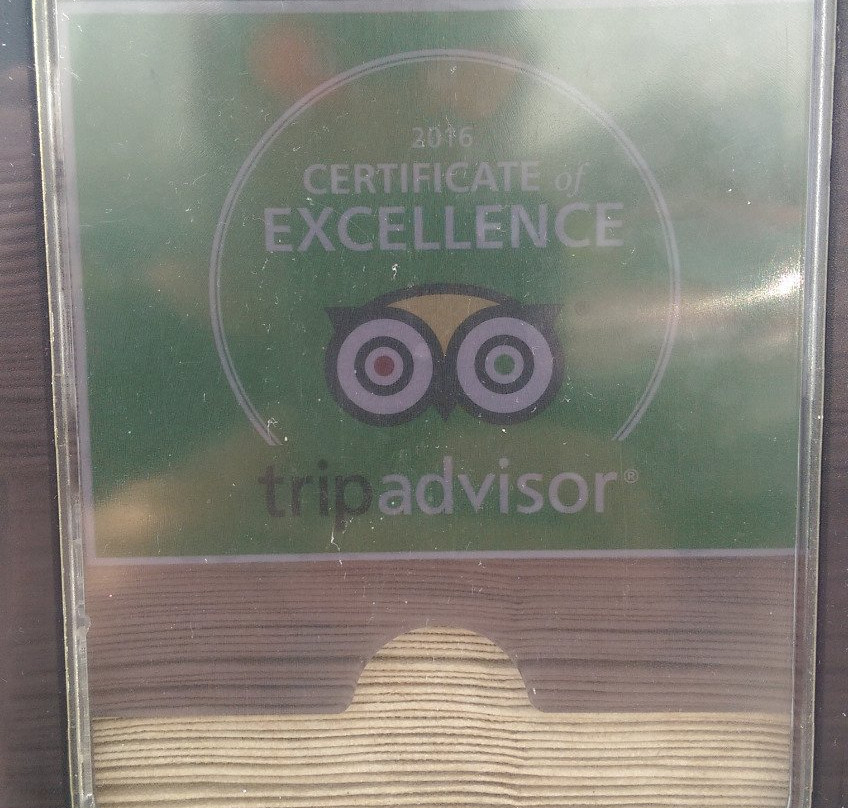 2016
CERTIFICATE of
EXCELLENCE
tripadvisor®